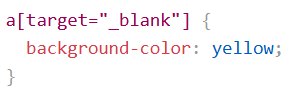 a[target="_blank"] {
  background-color: yellow;
}